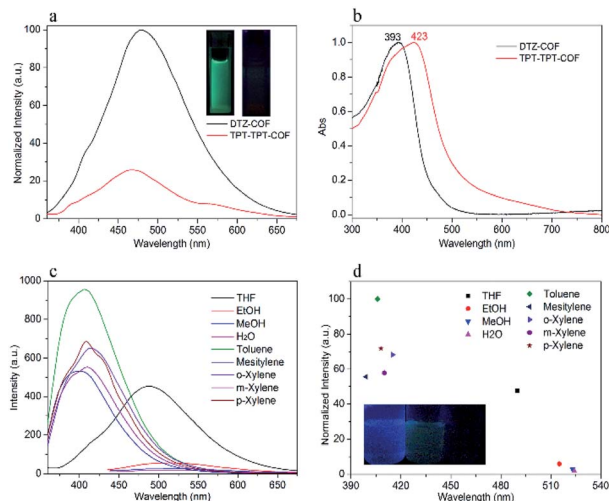 a
100
80
60
40
20
0
400 450 500 550 600 650
Wavelength (nm)
Normalized Intensity (a.u.)
DTZ-COF
TPT-TPT-COF
b
1.0
0.8
0.6
0.4
0.2
0.0
300 400 500 600 700 800
Wavelength (nm)
Abs
393 423
DTZ-COF
TPT-TPT-COF
c
1000
800
600
400
200
0
400 450 500 550 600 650
Wavelength (nm)
Intensity (a.u.)
THF
EtOH
MeOH
H2O
Toluene
Mesitylene
o-Xylene
m-Xylene
p-Xylene
d
100
80
60
40
20
0
390 420 450 480 510 540
Wavelength (nm)
Normalized Intensity (a.u.)
THF
EtOH
MeOH
H2O
Toluene
Mesitylene
o-Xylene
m-Xylene
p-Xylene